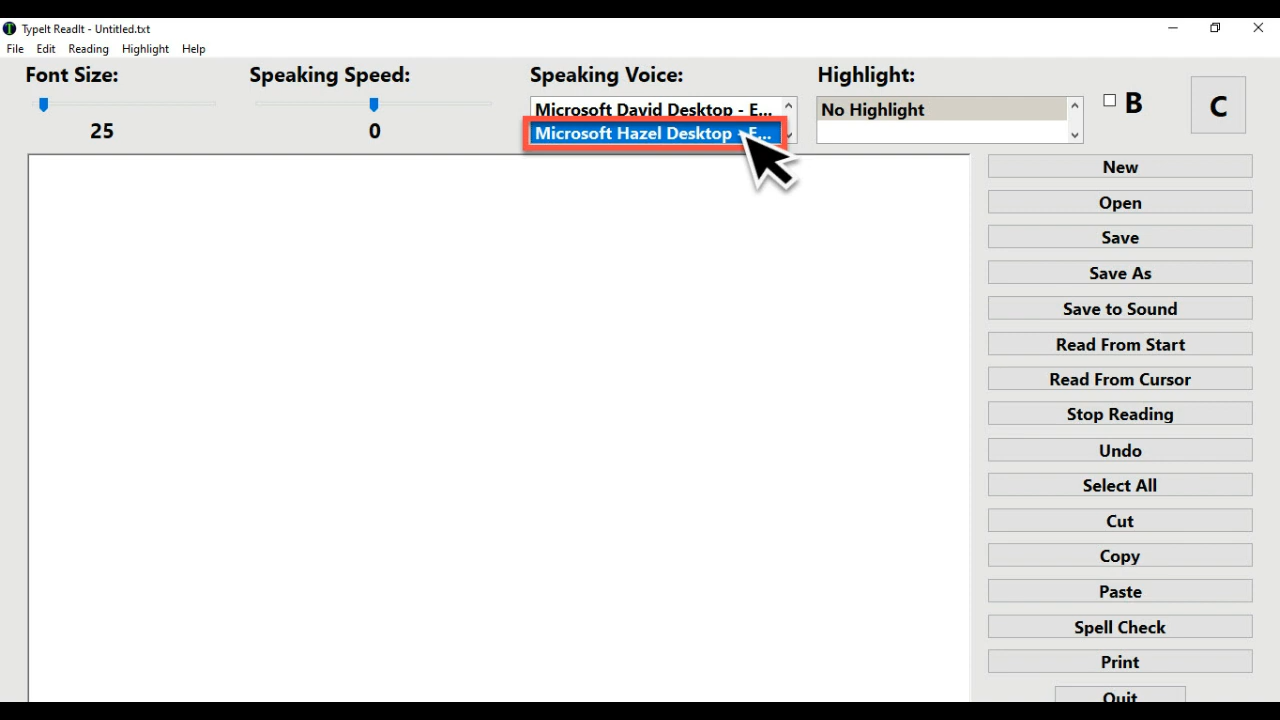 TypeIt ReadIt - Untitled.txt
File Edit Reading Highlight Help
Font Size: Speaking Speed: Speaking Voice: Highlight:
Microsoft David Desktop - E... No Highlight B C
25 0 Microsoft Hazel Desktop - E...
New
Open
Save
Save As
Save to Sound
Read From Start
Read From Cursor
Stop Reading
Undo
Select All
Cut
Copy
Paste
Spell Check
Print
Quit